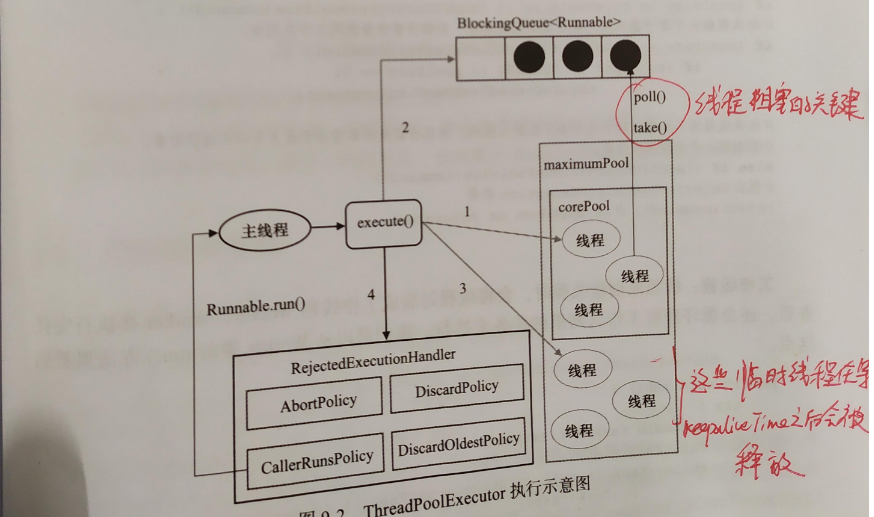 BlockingQueue<Runnable>
poll()
take()
线程阻塞的关键
2
maximumPool
corePool
1
线程
主线程
execute()
线程
线程
3
4
Runnable.run()
RejectedExecutionHandler
AbortPolicy
DiscardPolicy
CallerRunsPolicy
DiscardOldestPolicy
线程
线程
线程
这些临时线程在
keepaliveTime之后会被
释放
图 9-2 ThreadPoolExecutor 执行示意图